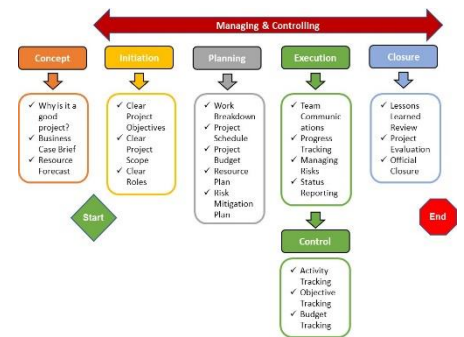 Managing & Controlling
Concept
Initiation
Planning
Execution
Closure
✓ Why is it a
good
project?
✓ Business
Case Brief
✓ Resource
Forecast
✓ Clear
Project
Objectives
✓ Clear
Project
Scope
✓ Clear
Roles
✓ Work
Breakdown
✓ Project
Schedule
✓ Project
Budget
✓ Resource
Plan
✓ Risk
Mitigation
Plan
✓ Team
Communic
ations
✓ Progress
Tracking
✓ Managing
Risks
✓ Status
Reporting
✓ Lessons
Learned
Review
✓ Project
Evaluation
✓ Official
Closure
Start
End
Control
✓ Activity
Tracking
✓ Objective
Tracking
✓ Budget
Tracking